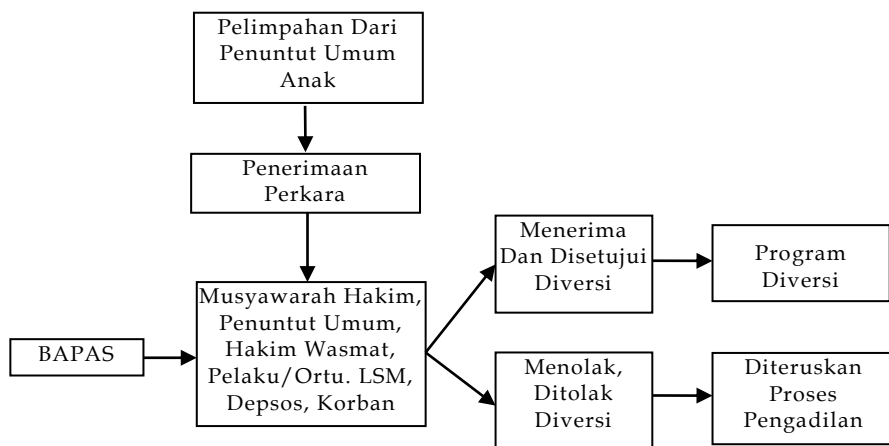 Pelimpahan Dari
Penuntut Umum
Anak
Penerimaan
Perkara
Musyawarah Hakim,
Penuntut Umum,
Hakim Wasmat,
Pelaku/Ortu. LSM,
Depsos, Korban
BAPAS
Menerima
Dan Disetujui
Diversi
Program
Diversi
Menolak,
Ditolak
Diversi
Diteruskan
Proses
Pengadilan